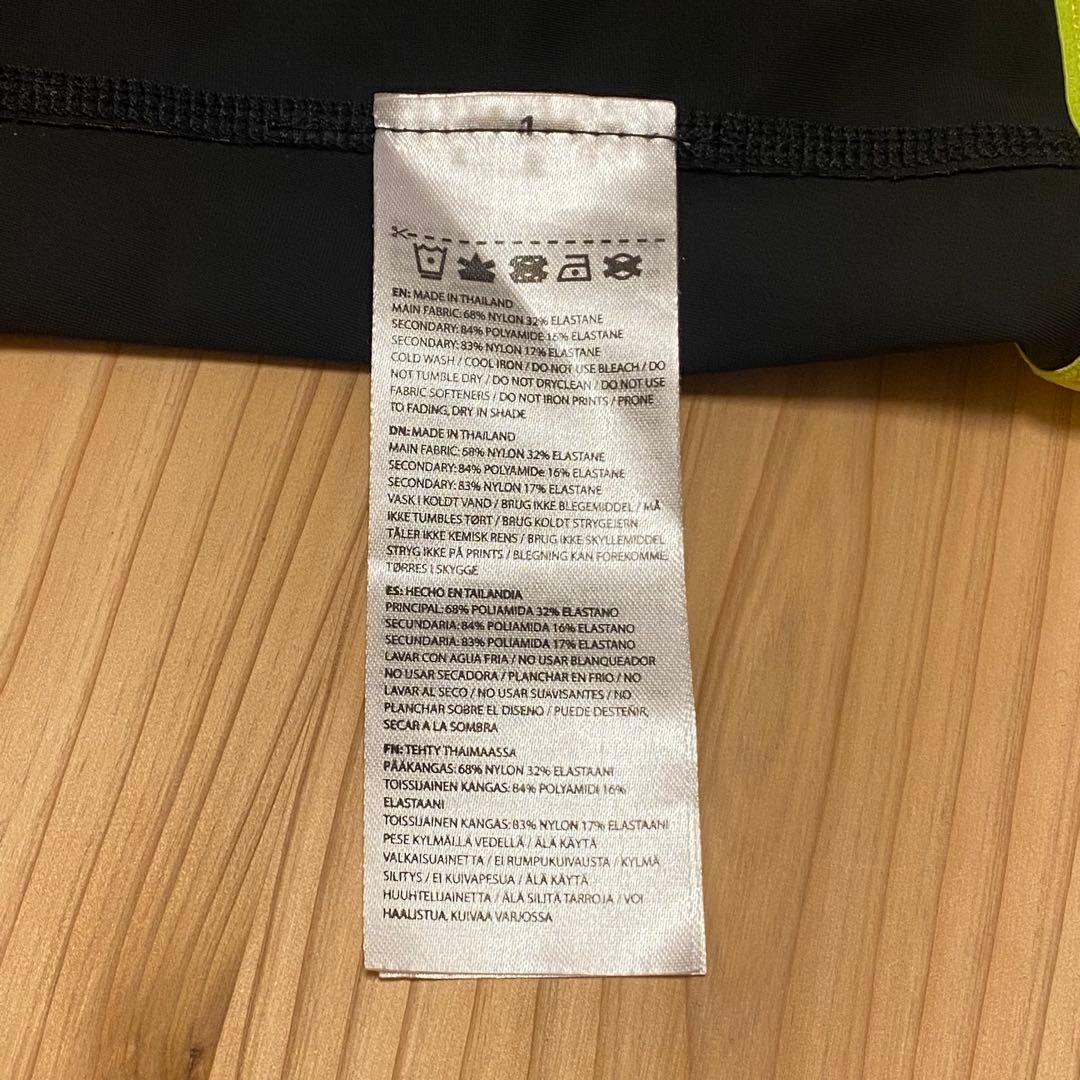 1
EN: MADE IN THAILAND
MAIN FABRIC: 68% NYLON 32% ELASTANE
SECONDARY: 84% POLYAMIDE 16% ELASTANE
SECONDARY: 83% NYLON 17% ELASTANE
COLD WASH / COOL IRON / DO NOT USE BLEACH / DO
NOT TUMBLE DRY / DO NOT DRYCLEAN / DO NOT USE
FABRIC SOFTENERS / DO NOT IRON PRINTS / PRONE
TO FADING, DRY IN SHADE
DN: MADE IN THAILAND
MAIN FABRIC: 68% NYLON 32% ELASTANE
SECONDARY: 84% POLYAMIDe 16% ELASTANE
SECONDARY: 83% NYLON 17% ELASTANE
VASK I KOLDT VAND / BRUG IKKE BLEGEMIDDEL / MÅ
IKKE TUMBLES TØRT / BRUG KOLDT STRYGEJERN
TÅLER IKKE KEMISK RENS / BRUG IKKE SKYLLEMIDDEL
STRYG IKKE PÅ PRINTS / BLEGNING KAN FOREKOMME,
TØRRES I SKYGGE
ES: HECHO EN TAILANDIA
PRINCIPAL: 68% POLIAMIDA 32% ELASTANO
SECUNDARIA: 84% POLIAMIDA 16% ELASTANO
SECUNDARIA: 83% POLIAMIDA 17% ELASTANO
LAVAR CON AGUA FRIA / NO USAR BLANQUEADOR
NO USAR SECADORA / PLANCHAR EN FRIO / NO
LAVAR AL SECO / NO USAR SUAVISANTES / NO
PLANCHAR SOBRE EL DISENO / PUEDE DESTEÑIR,
SECAR A LA SOMBRA
FN: TEHTY THAIMAASSA
PÄÄKANGAS: 68% NYLON 32% ELASTAANI
TOISSIJAINEN KANGAS: 84% POLYAMIDI 16%
ELASTAANI
TOISSIJAINEN KANGAS: 83% NYLON 17% ELASTAANI
PESE KYLMÄLLÄ VEDELLÄ / ÄLÄ KÄYTÄ
VALKAISUAINETTA / EI RUMPUKUIVAUSTA / KYLMÄ
SILITYS / EI KUIVAPESUA / ÄLÄ KÄYTÄ
HUUHTELUAINETTA / ÄLÄ SILITÄ TARROJA / VOI
HAALISTUA, KUIVAA VARJOSSA